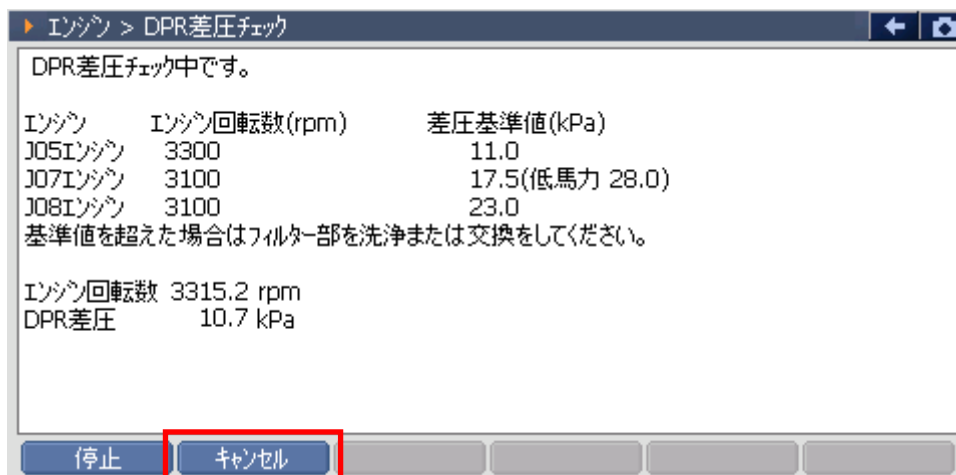 ｴﾝｼﾞﾝ > DPR差圧ﾁｪｯｸ
DPR差圧ﾁｪｯｸ中です。
ｴﾝｼﾞﾝ ｴﾝｼﾞﾝ回転数(rpm) 差圧基準値(kPa)
J05ｴﾝｼﾞﾝ 3300 11.0
J07ｴﾝｼﾞﾝ 3100 17.5(低馬力 28.0)
J08ｴﾝｼﾞﾝ 3100 23.0
基準値を超えた場合はﾌｨﾙﾀｰ部を洗浄または交換をしてください。
ｴﾝｼﾞﾝ回転数 3315.2 rpm
DPR差圧 10.7 kPa
停止 ｷｬﾝｾﾙ